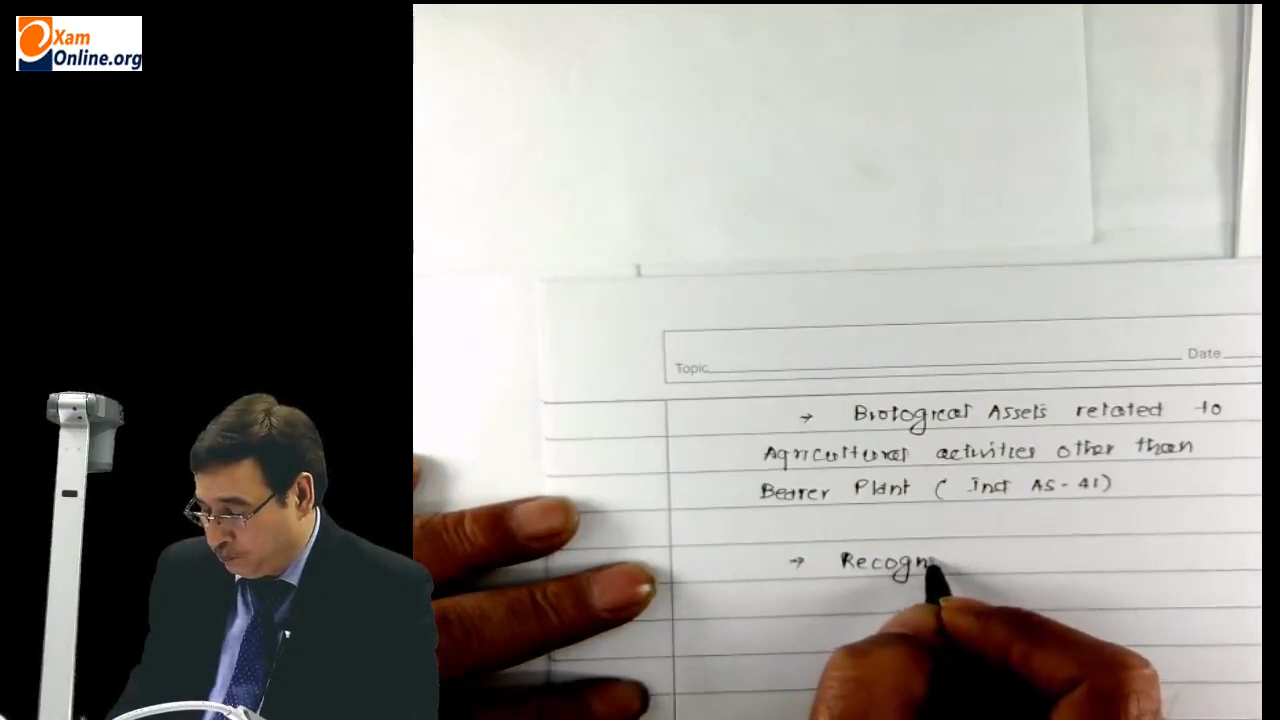 Xam
Online.org
Topic
Date
→ Biological Assets related to
Agricultural activities other than
Bearer Plant ( Ind AS - 41)
→ Recogn